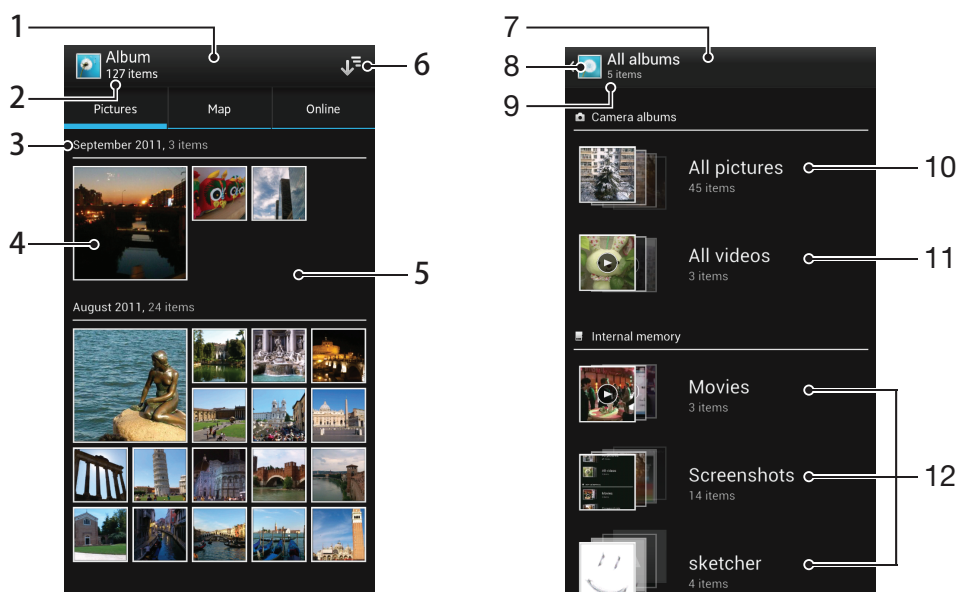 1
Album
127 items
2
6
Pictures
Map
Online
3
September 2011, 3 items
4
5
August 2011, 24 items
7
8
All albums
5 items
9
Camera albums
All pictures
45 items
10
All videos
3 items
11
Internal memory
Movies
3 items
Screenshots
14 items
12
sketcher
4 items